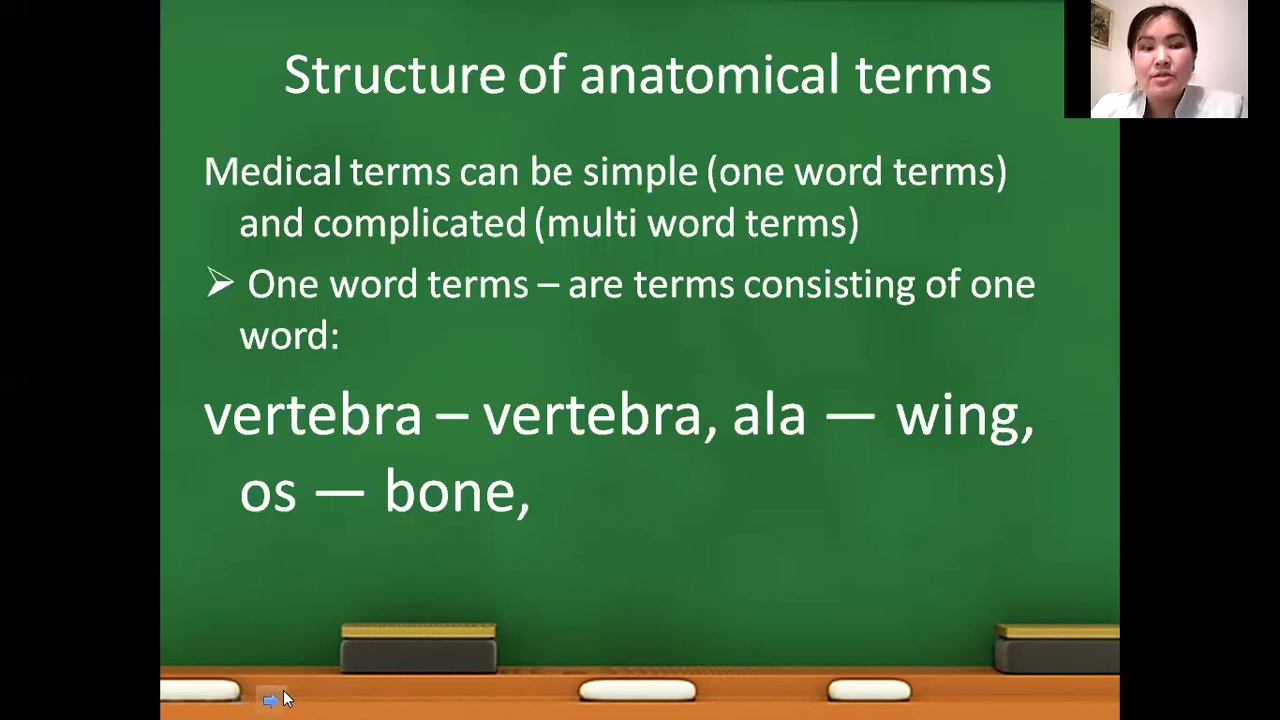 Structure of anatomical terms
Medical terms can be simple (one word terms)
and complicated (multi word terms)
➢ One word terms – are terms consisting of one
word:
vertebra – vertebra, ala — wing,
os — bone,